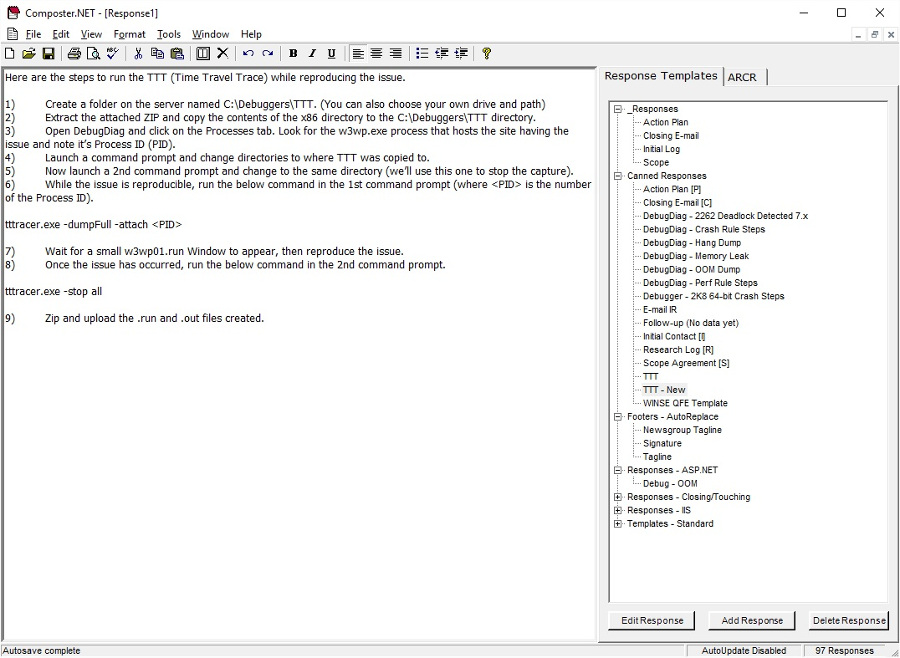 Composter.NET - [Response1]
File Edit View Format Tools Window Help
B I U
Here are the steps to run the TTT (Time Travel Trace) while reproducing the issue.
1) Create a folder on the server named C:\Debuggers\TTT. (You can also choose your own drive and path)
2) Extract the attached ZIP and copy the contents of the x86 directory to the C:\Debuggers\TTT directory.
3) Open DebugDiag and click on the Processes tab. Look for the w3wp.exe process that hosts the site having the
issue and note it's Process ID (PID).
4) Launch a command prompt and change directories to where TTT was copied to.
5) Now launch a 2nd command prompt and change to the same directory (we'll use this one to stop the capture).
6) While the issue is reproducible, run the below command in the 1st command prompt (where <PID> is the number
of the Process ID).
tttracer.exe -dumpFull -attach <PID>
7) Wait for a small w3wp01.run Window to appear, then reproduce the issue.
8) Once the issue has occurred, run the below command in the 2nd command prompt.
tttracer.exe -stop all
9) Zip and upload the .run and .out files created.
Response Templates ARCR
_Responses
Action Plan
Closing E-mail
Initial Log
Scope
Canned Responses
Action Plan [P]
Closing E-mail [C]
DebugDiag - 2262 Deadlock Detected 7.x
DebugDiag - Crash Rule Steps
DebugDiag - Hang Dump
DebugDiag - Memory Leak
DebugDiag - OOM Dump
DebugDiag - Perf Rule Steps
Debugger - 2K8 64-bit Crash Steps
E-mail IR
Follow-up (No data yet)
Initial Contact [I]
Research Log [R]
Scope Agreement [S]
TTT
TTT - New
WINSE QFE Template
Footers - AutoReplace
Newsgroup Tagline
Signature
Tagline
Responses - ASP.NET
Debug - OOM
Responses - Closing/Touching
Responses - IIS
Templates - Standard
Edit Response Add Response Delete Response
Autosave complete AutoUpdate Disabled 97 Responses